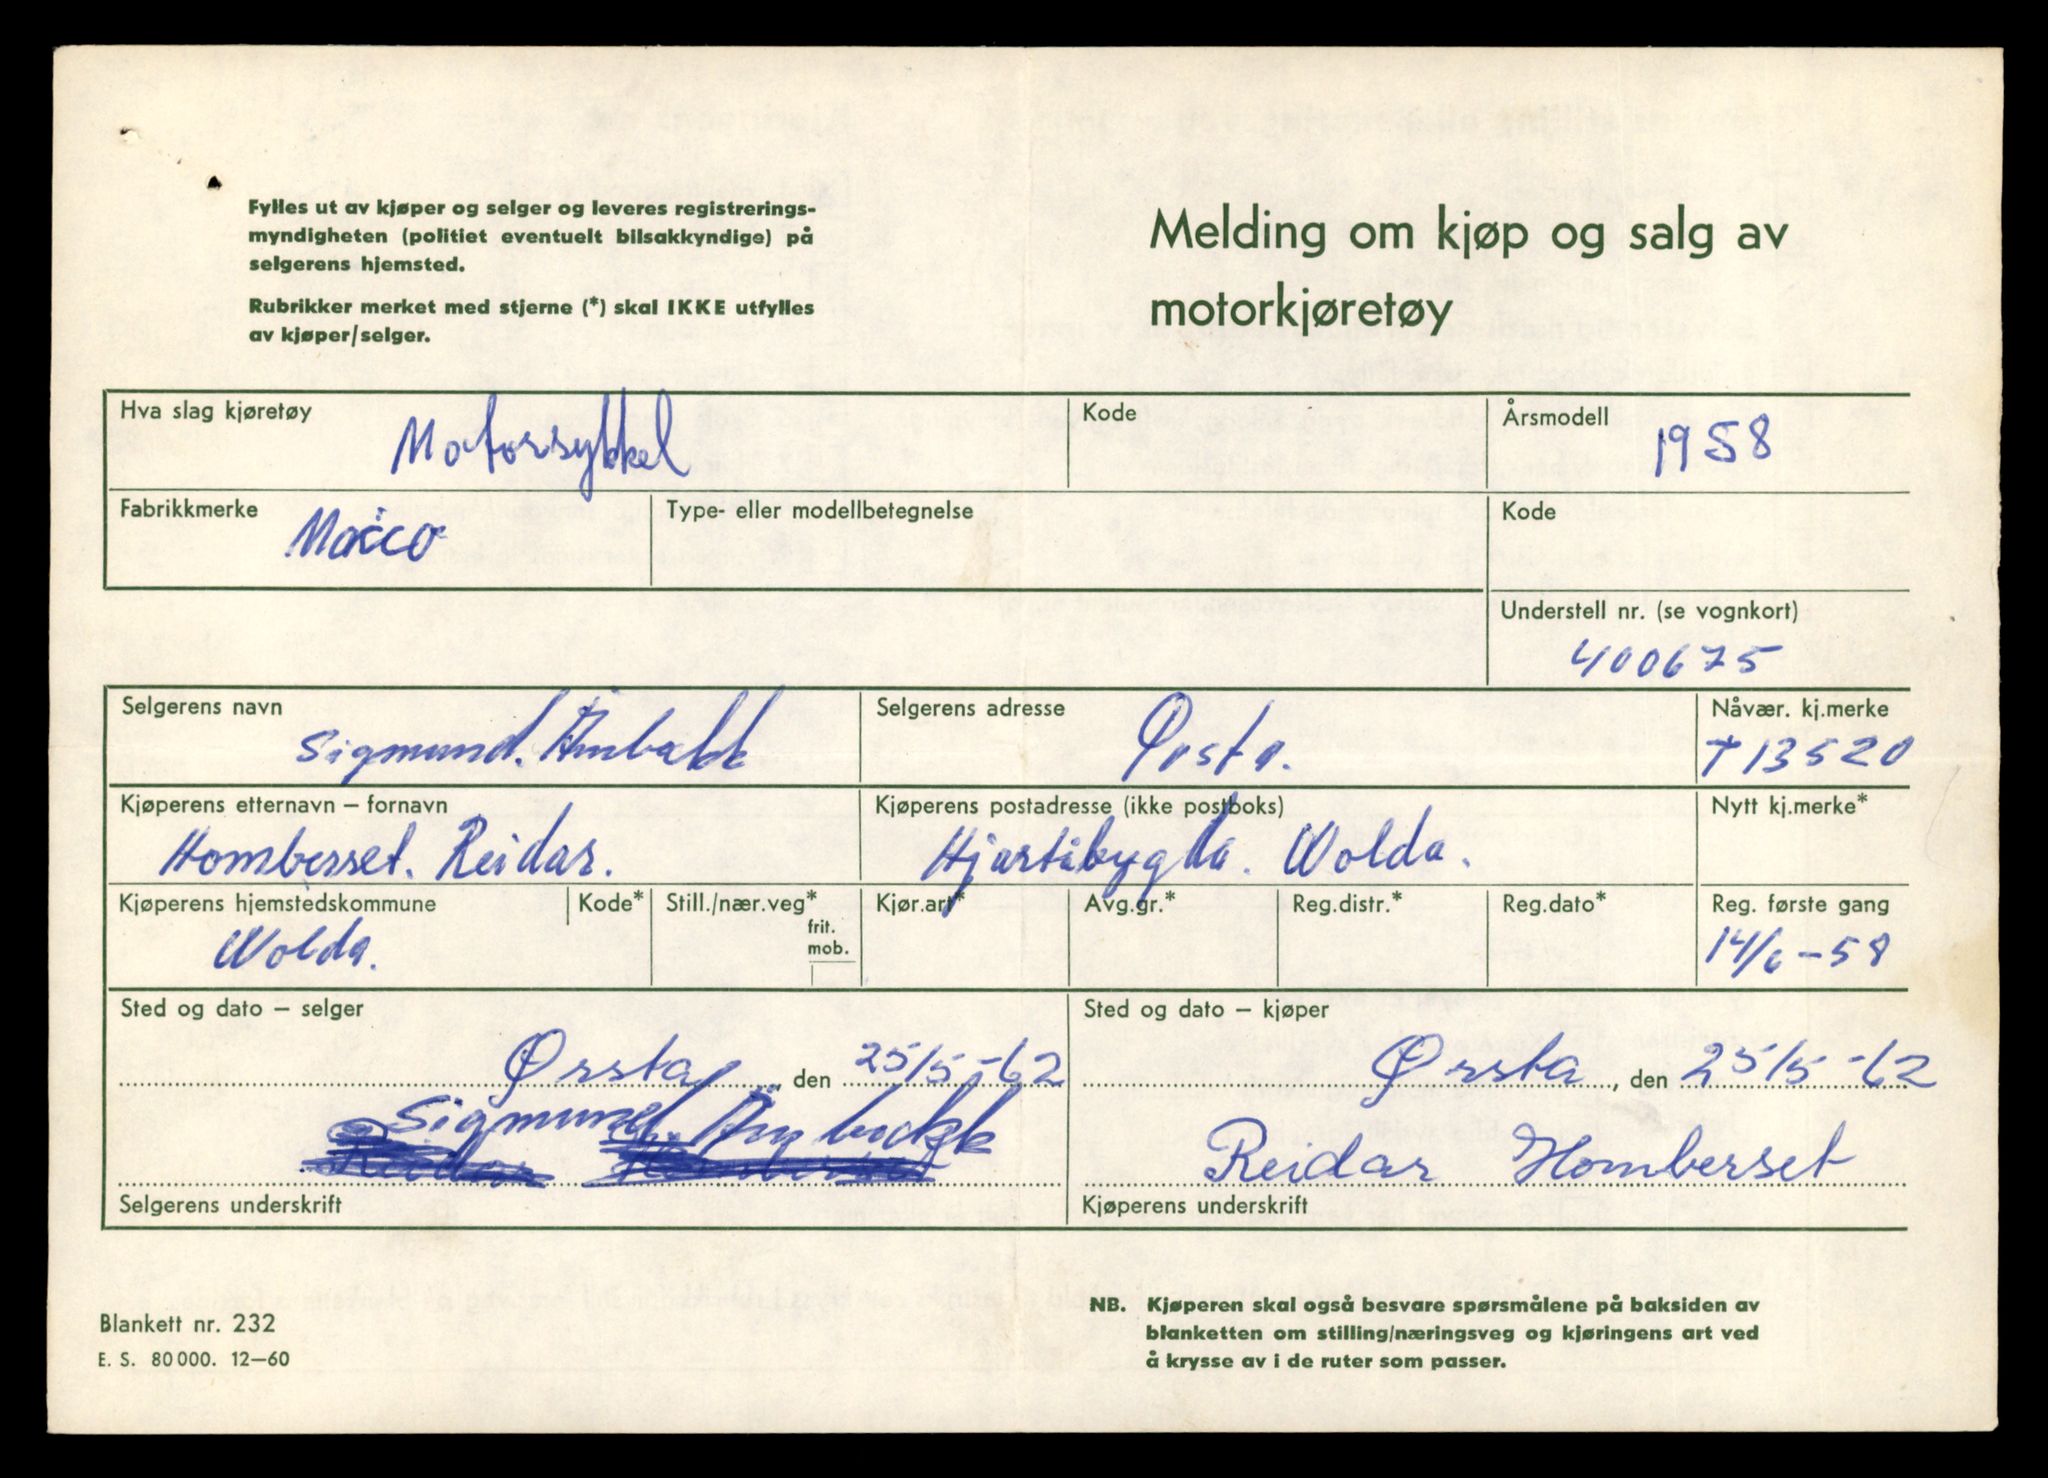 Fylles ut av kjøper og selger og leveres registrerings-
myndigheten (politiet eventuelt bilsakkyndige) på
selgerens hjemsted.
Rubrikker merket med stjerne (*) skal IKKE utfylles
av kjøper/selger.
Melding om kjøp og salg av
motorkjøretøy
Hva slag kjøretøy
Motorsykkel
Kode
Årsmodell
1958
Fabrikkmerke
Type- eller modellbetegnelse
Kode
Understell nr. (se vognkort)
400675
Selgerens navn
Sigmund.
Selgerens adresse
Ørsta.
Nåvær. kj.merke
T 13520
Kjøperens etternavn – fornavn
Homberset. Reidar.
Kjøperens postadresse (ikke postboks)
Hjartåbygda. Wolda.
Nytt kj.merke*
Kjøperens hjemstedskommune
Wolda.
Kode*
Still./nær.veg*
frit.
mob.
Kjør.art*
Avg.gr.*
Reg.distr.*
Reg.dato*
Reg. første gang
14/6-58
Sted og dato – selger
Ørsta, den 25/5-62
Sigmund
Selgerens underskrift
Sted og dato – kjøper
Ørsta, den 25/5-62
Reidar Homberset
Kjøperens underskrift
Blankett nr. 232
E. S. 80 000. 12–60
NB. Kjøperen skal også besvare spørsmålene på baksiden av
blanketten om stilling/næringsveg og kjøringens art ved
å krysse av i de ruter som passer.